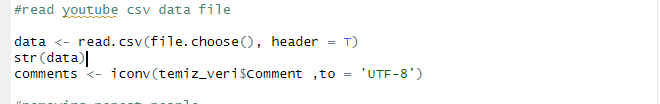 #read youtube csv data file
data <- read.csv(file.choose(), header = T)
str(data)
comments <- iconv(temiz_veri$Comment ,to = 'UTF-8')